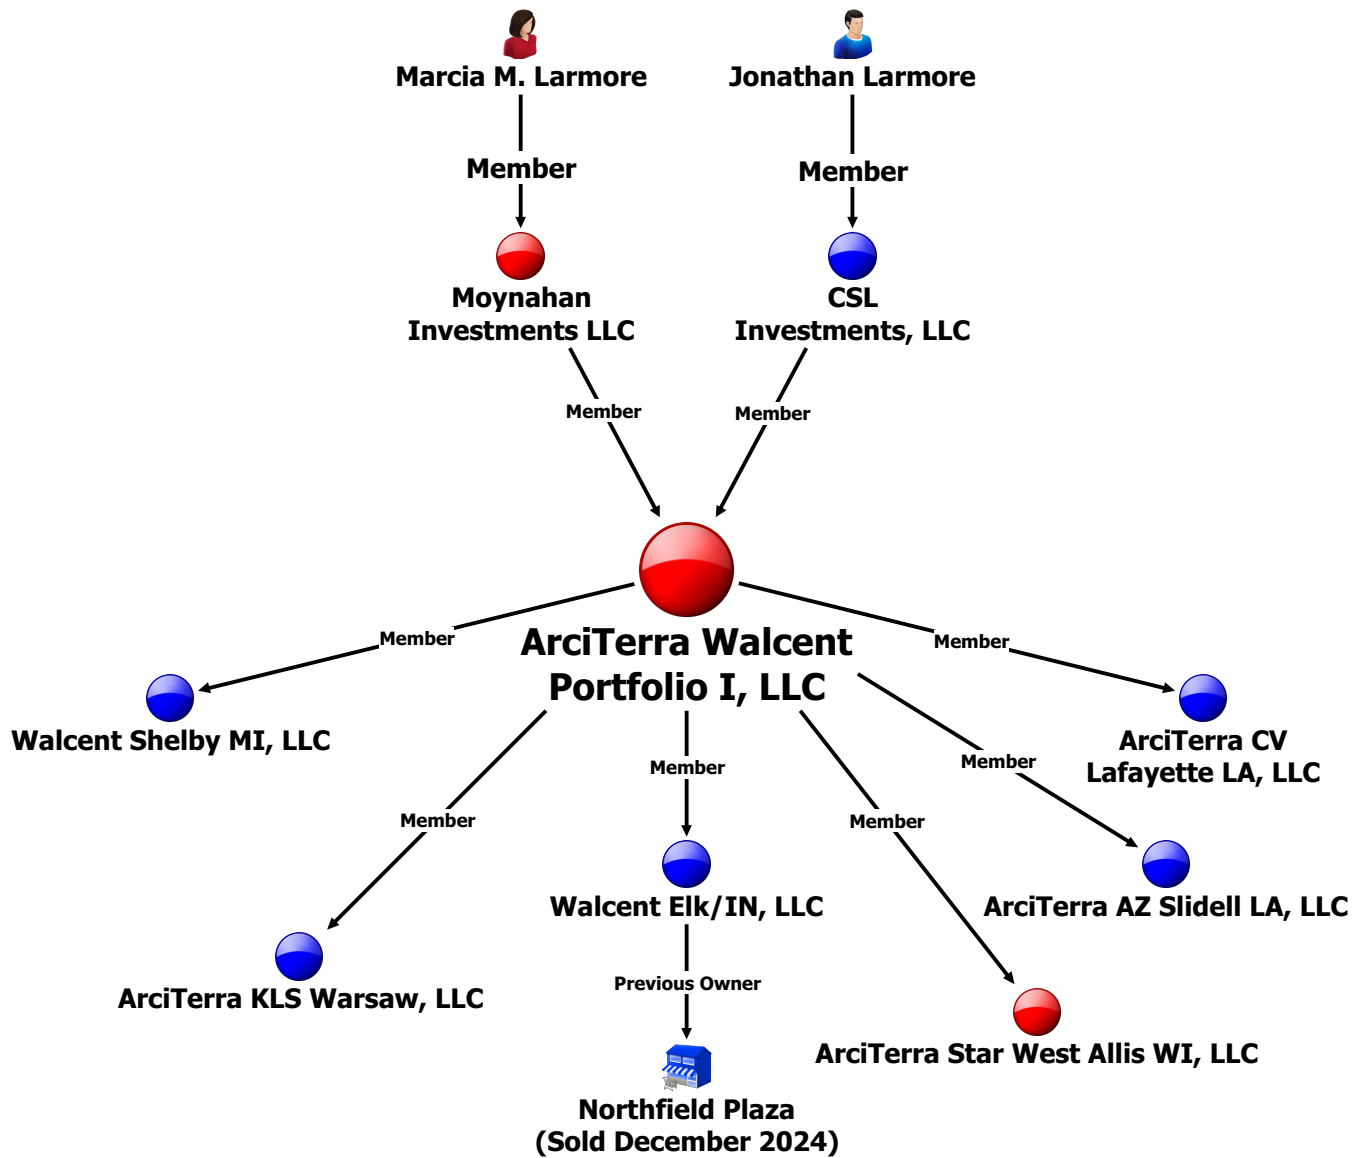 Marcia M. Larmore
Jonathan Larmore
Member
Member
Moynahan
Investments LLC
CSL
Investments, LLC
Member
Member
ArciTerra Walcent
Portfolio I, LLC
Member
Member
Walcent Shelby MI, LLC
ArciTerra CV
Lafayette LA, LLC
Member
Member
Member
Member
Walcent Elk/IN, LLC
ArciTerra AZ Slidell LA, LLC
ArciTerra KLS Warsaw, LLC
Previous Owner
ArciTerra Star West Allis WI, LLC
Northfield Plaza
(Sold December 2024)